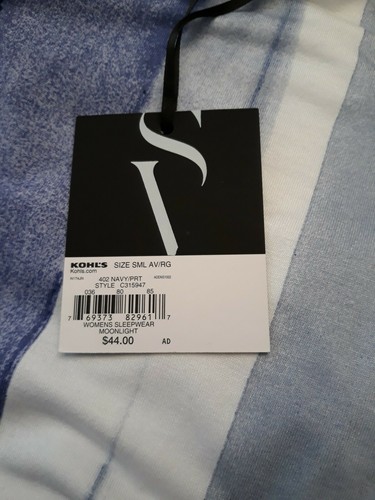 SV
KOHL'S SIZE SML AV/RG
Kohls.com
402 NAVY/PRT
STYLE C315947
036 80 85
7 69373 82961 7
WOMENS SLEEPWEAR
MOONLIGHT
$44.00 AD